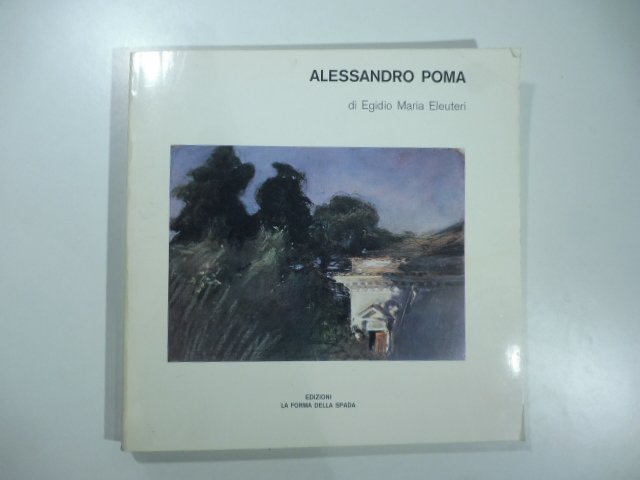 ALESSANDRO POMA
di Egidio Maria Eleuteri
EDIZIONI
LA FORMA DELLA SPADA